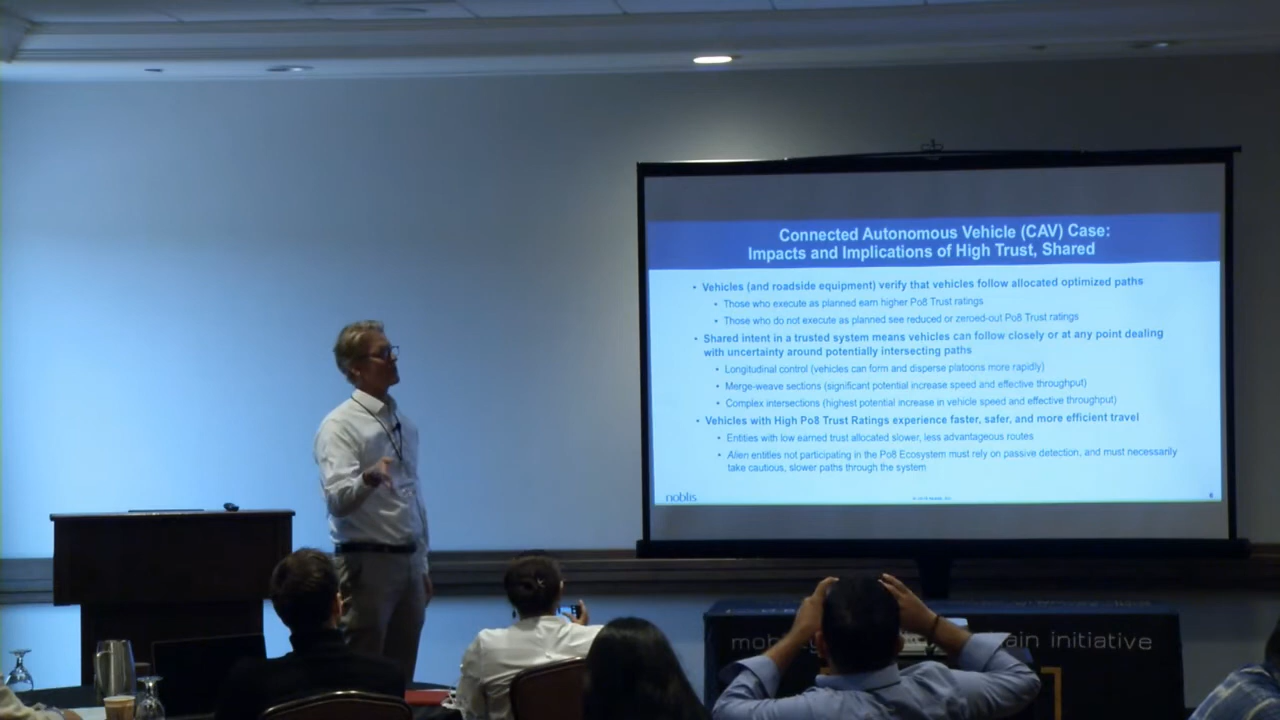 Connected Autonomous Vehicle (CAV) Case:
Impacts and Implications of High Trust, Shared
• Vehicles (and roadside equipment) verify that vehicles follow allocated optimized paths
• Those who execute as planned earn higher Po8 Trust ratings
• Those who do not execute as planned see reduced or zeroed-out Po8 Trust ratings
• Shared intent in a trusted system means vehicles can follow closely or at any point dealing
with uncertainty around potentially intersecting paths
• Longitudinal control (vehicles can form and disperse platoons more rapidly)
• Merge-weave sections (significant potential increase speed and effective throughput)
• Complex intersections (highest potential increase in vehicle speed and effective throughput)
• Vehicles with High Po8 Trust Ratings experience faster, safer, and more efficient travel
• Entities with low earned trust allocated slower, less advantageous routes
• Alien entities not participating in the Po8 Ecosystem must rely on passive detection, and must necessarily
take cautious, slower paths through the system
noblis
initiative